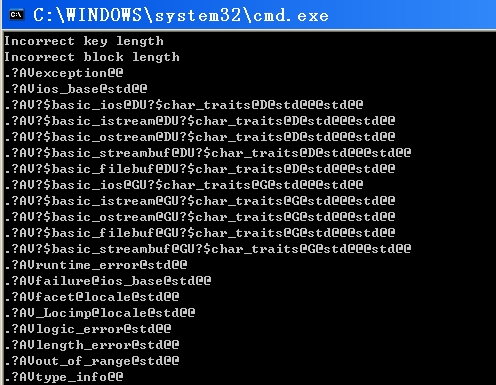 C:\WINDOWS\system32\cmd.exe
Incorrect key length
Incorrect block length
.?AVexception@@
.?AVios_base@std@@
.?AV?$basic_ios@DU?$char_traits@D@std@@@std@@
.?AV?$basic_istream@DU?$char_traits@D@std@@@std@@
.?AV?$basic_ostream@DU?$char_traits@D@std@@@std@@
.?AV?$basic_streambuf@DU?$char_traits@D@std@@@std@@
.?AV?$basic_filebuf@DU?$char_traits@D@std@@@std@@
.?AV?$basic_ios@GU?$char_traits@G@std@@@std@@
.?AV?$basic_istream@GU?$char_traits@G@std@@@std@@
.?AV?$basic_ostream@GU?$char_traits@G@std@@@std@@
.?AV?$basic_filebuf@GU?$char_traits@G@std@@@std@@
.?AV?$basic_streambuf@GU?$char_traits@G@std@@@std@@
.?AVruntime_error@std@@
.?AVfailure@ios_base@std@@
.?AVfacet@locale@std@@
.?AV_Locimp@locale@std@@
.?AVlogic_error@std@@
.?AVlength_error@std@@
.?AVout_of_range@std@@
.?AVtype_info@@